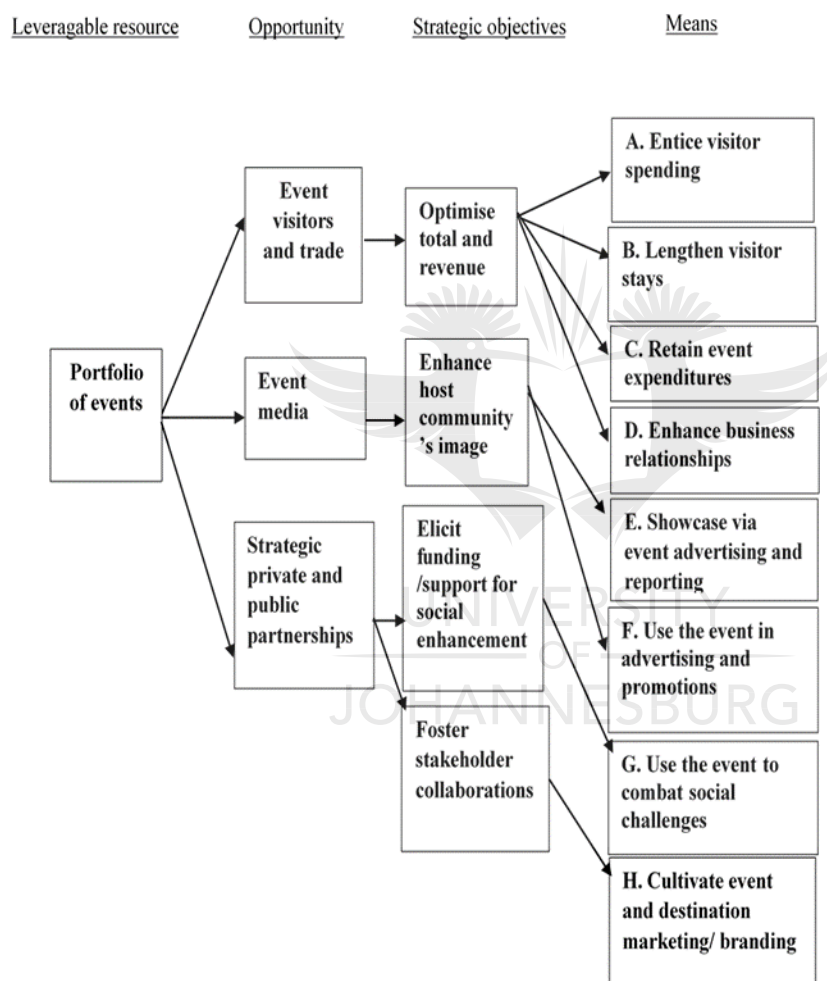 Leveragable resource
Opportunity
Strategic objectives
Means
Portfolio
of events
Event
visitors
and trade
Event
media
Strategic
private and
public
partnerships
Optimise
total and
revenue
Enhance
host
community
’s image
Elicit
funding
/support for
social
enhancement
Foster
stakeholder
collaborations
A. Entice visitor
spending
B. Lengthen visitor
stays
C. Retain event
expenditures
D. Enhance business
relationships
E. Showcase via
event advertising and
reporting
F. Use the event in
advertising and
promotions
G. Use the event to
combat social
challenges
H. Cultivate event
and destination
marketing/ branding
UNIVERSITY
OF
JOHANNESBURG